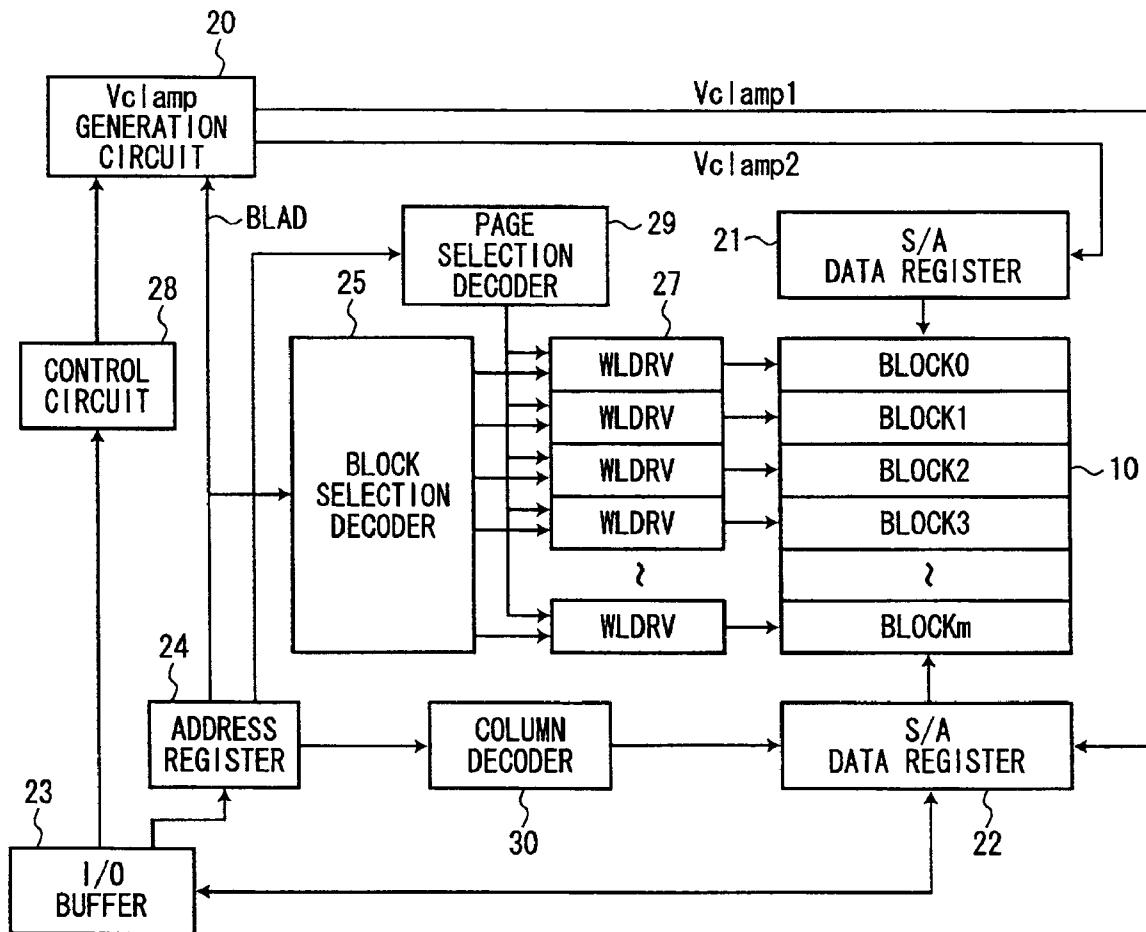 20
Vclamp
GENERATION
CIRCUIT
Vclamp1
Vclamp2
BLAD
PAGE
SELECTION
DECODER
29
21
S/A
DATA REGISTER
28
25
27
CONTROL
CIRCUIT
BLOCK
SELECTION
DECODER
WLDRV
BLOCK0
WLDRV
BLOCK1
WLDRV
BLOCK2
10
WLDRV
BLOCK3
~
~
WLDRV
BLOCKm
24
ADDRESS
REGISTER
COLUMN
DECODER
S/A
DATA REGISTER
23
30
22
I/O
BUFFER